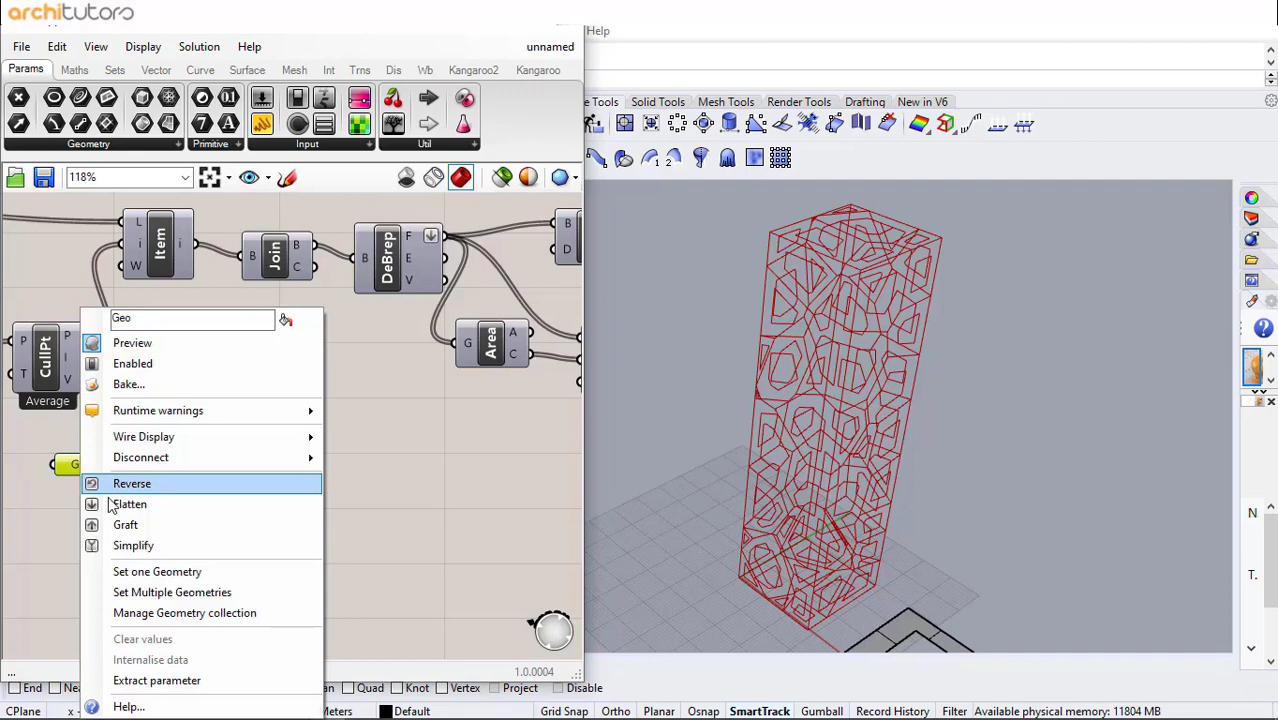 architutors
File Edit View Display Solution Help unnamed
Help
Params Maths Sets Vector Curve Surface Mesh Int Trns Dis Wb Kangaroo2 Kangaroo
e Tools Solid Tools Mesh Tools Render Tools Drafting New in V6
Geometry Primitive Input Util
118%
L i W Item i
B Join B C
B DeBrep F E V
B D
P T CullPt P I V
Average
G Area A C
G
Geo
Preview
Enabled
Bake...
Runtime warnings
Wire Display
Disconnect
Reverse
Flatten
Graft
Simplify
Set one Geometry
Set Multiple Geometries
Manage Geometry collection
Clear values
Internalise data
Extract parameter
Help...
N
T.
... 1.0.0004
End Quad Knot Vertex Project Disable
CPlane x Meters Default Grid Snap Ortho Planar Osnap SmartTrack Gumball Record History Filter Available physical memory: 11804 MB